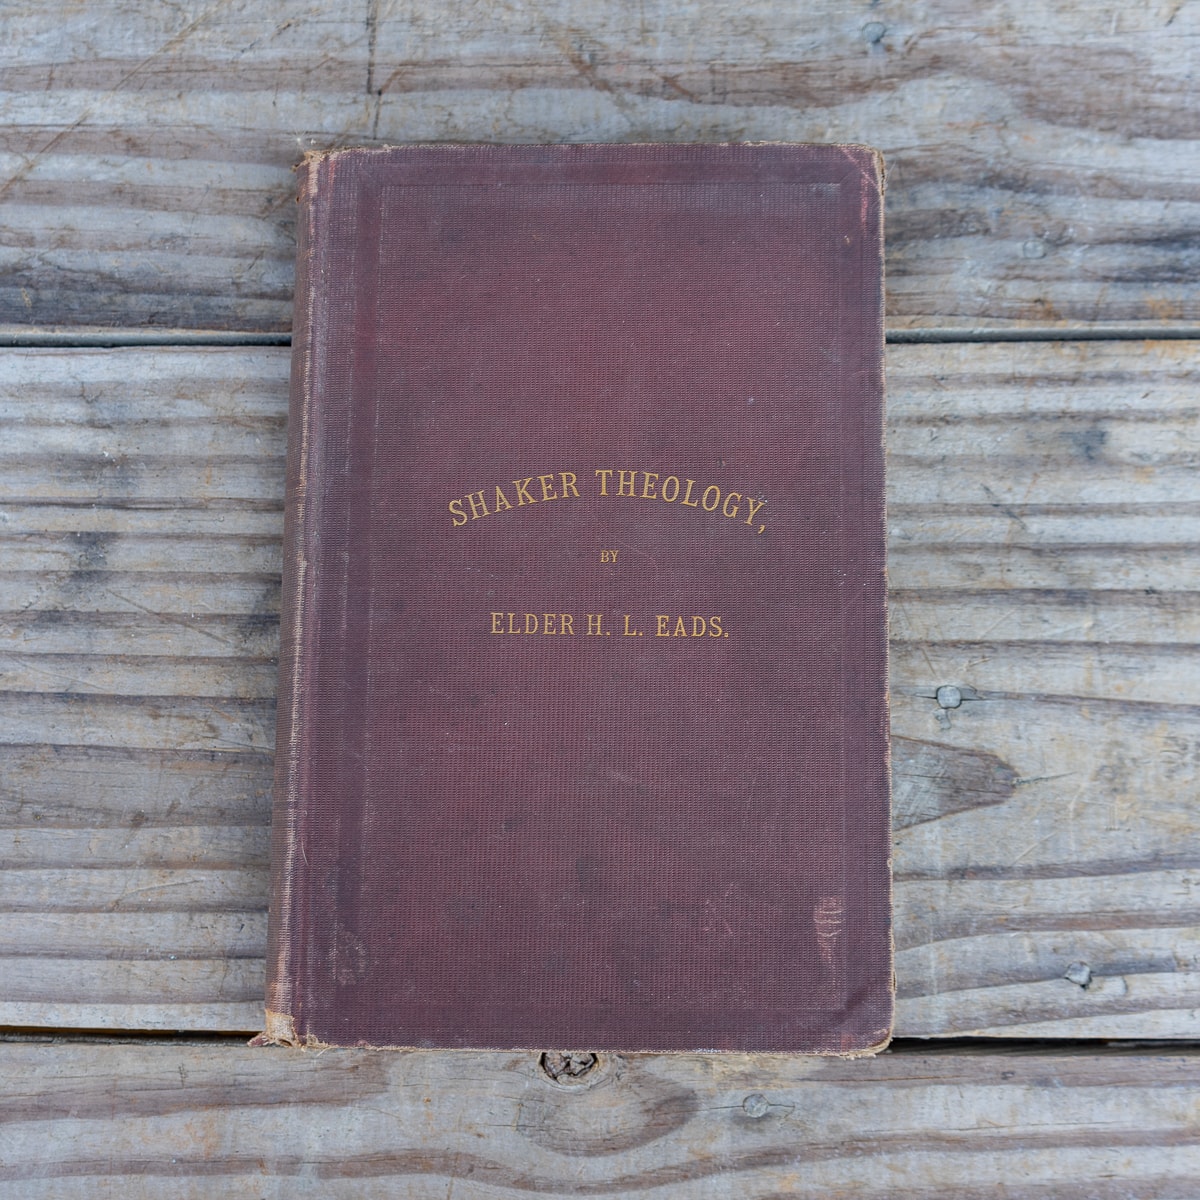 SHAKER THEOLOGY,
BY
ELDER H. L. EADS.